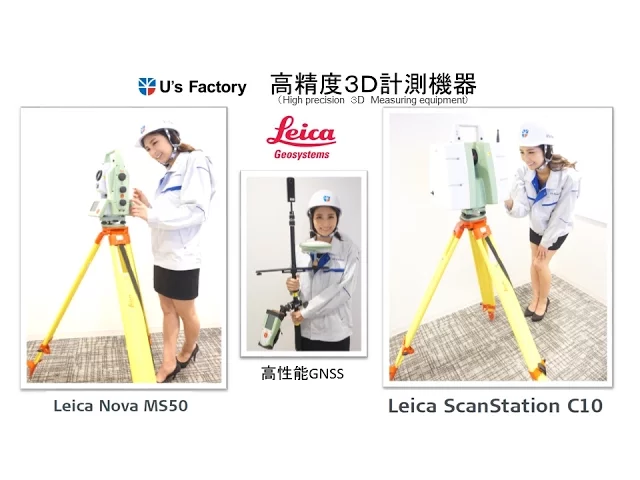 U's Factory 高精度３Ｄ計測機器
（High precision ３Ｄ Measuring equipment）
Leica
Geosystems
高性能GNSS
Leica Nova MS50
Leica ScanStation C10